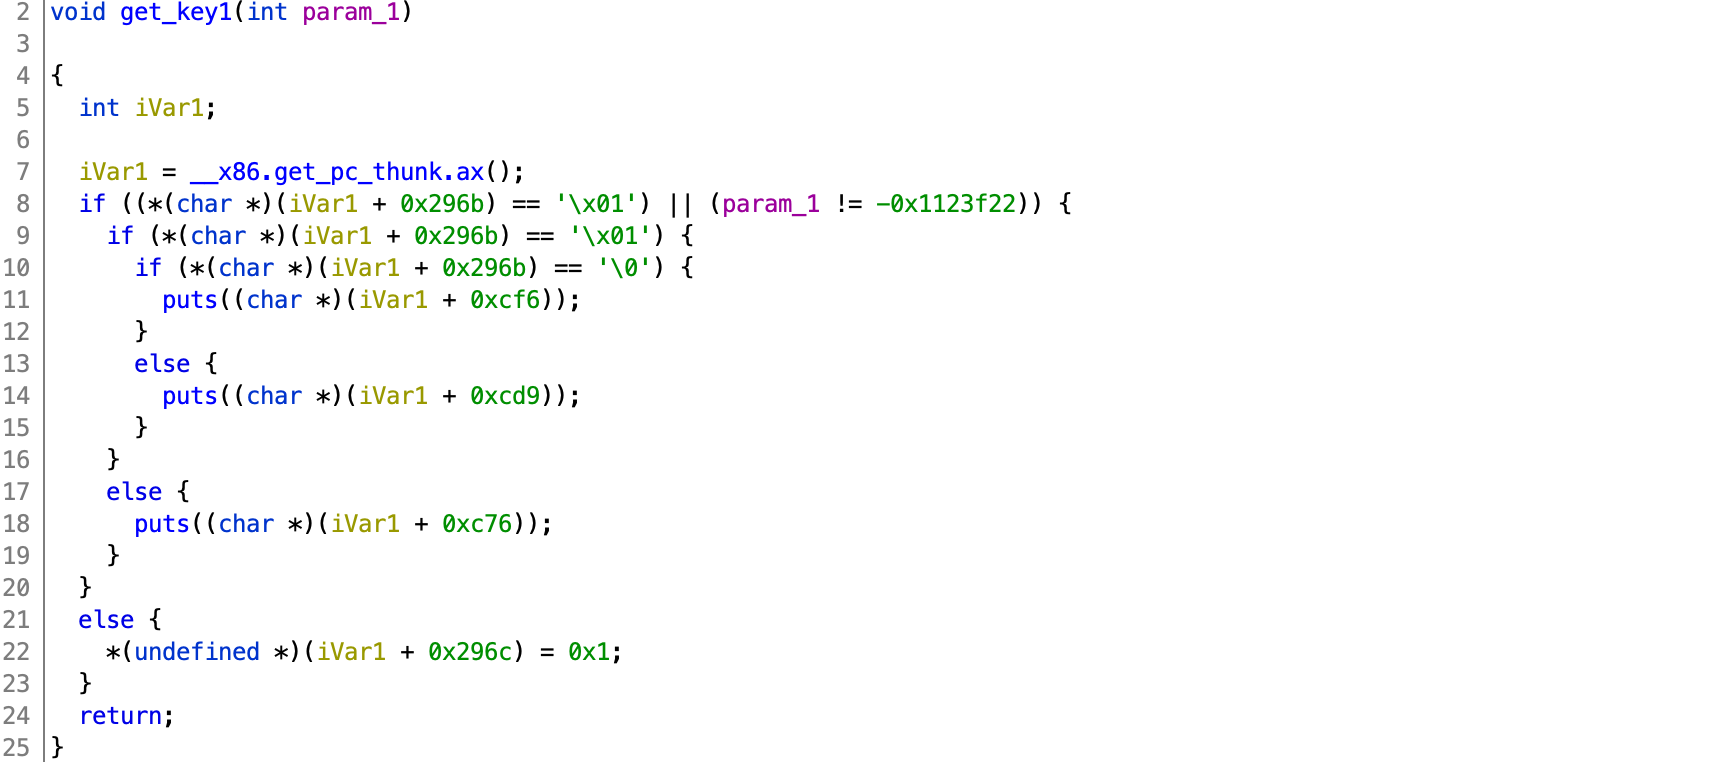 2 void get_key1(int param_1)
3
4 {
5   int iVar1;
6
7   iVar1 = __x86.get_pc_thunk.ax();
8   if ((*(char *)(iVar1 + 0x296b) == '\x01') || (param_1 != -0x1123f22)) {
9     if (*(char *)(iVar1 + 0x296b) == '\x01') {
10       if (*(char *)(iVar1 + 0x296b) == '\0') {
11         puts((char *)(iVar1 + 0xcf6));
12       }
13       else {
14         puts((char *)(iVar1 + 0xcd9));
15       }
16     }
17     else {
18       puts((char *)(iVar1 + 0xc76));
19     }
20   }
21   else {
22     *(undefined *)(iVar1 + 0x296c) = 0x1;
23   }
24   return;
25 }